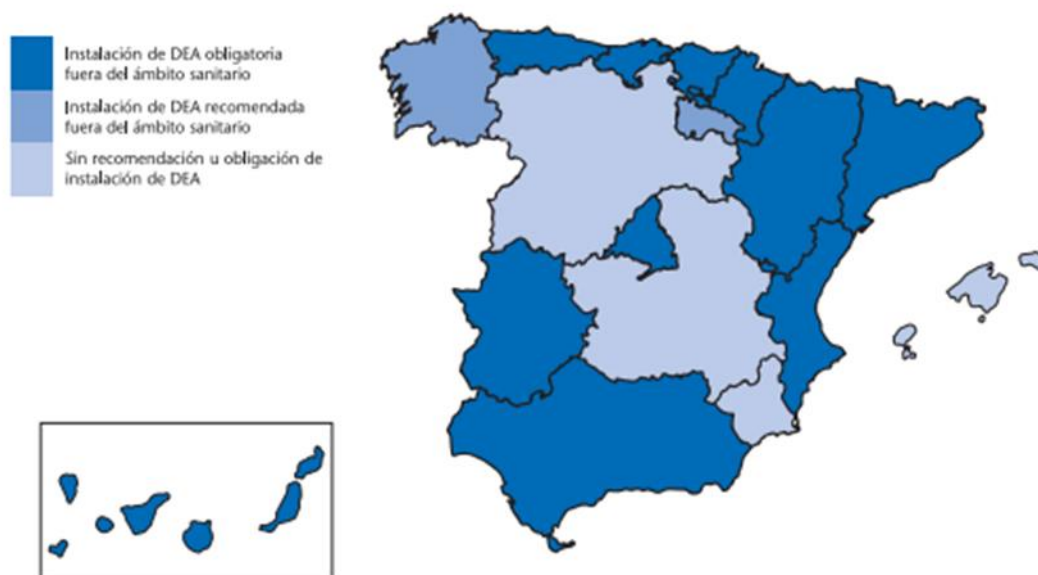 Instalación de DEA obligatoria
fuera del ámbito sanitario
Instalación de DEA recomendada
fuera del ámbito sanitario
Sin recomendación u obligación de
instalación de DEA